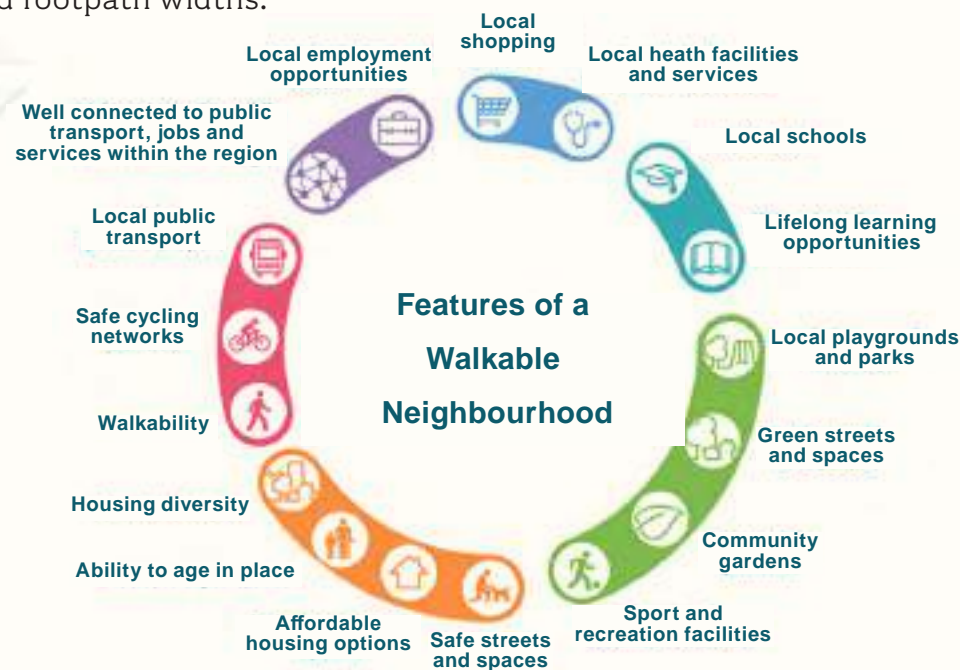 footpath widths.
Local
shopping
Local heath facilities
and services
Local schools
Lifelong learning
opportunities
Local playgrounds
and parks
Green streets
and spaces
Community
gardens
Sport and
recreation facilities
Safe streets
and spaces
Affordable
housing options
Ability to age in place
Housing diversity
Walkability
Safe cycling
networks
Local public
transport
Well connected to public
transport, jobs and
services within the region
Local employment
opportunities
Features of a
Walkable
Neighbourhood